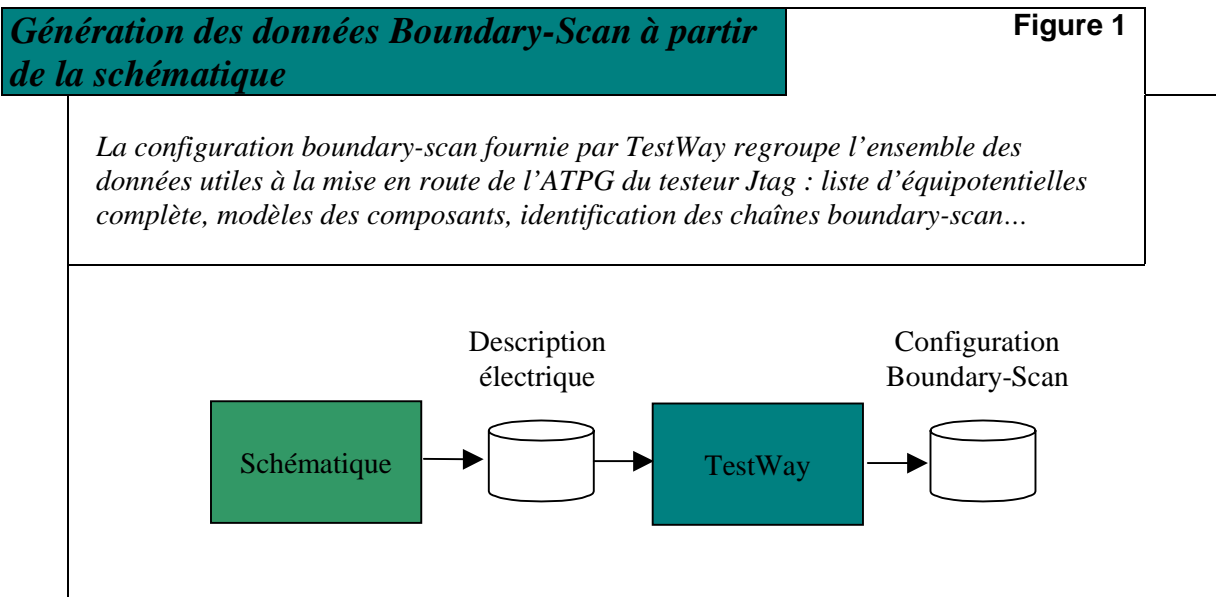 Génération des données Boundary-Scan à partir
de la schématique
Figure 1
La configuration boundary-scan fournie par TestWay regroupe l'ensemble des
données utiles à la mise en route de l'ATPG du testeur Jtag : liste d'équipotentielles
complète, modèles des composants, identification des chaînes boundary-scan…
Description
électrique
Configuration
Boundary-Scan
Schématique
TestWay